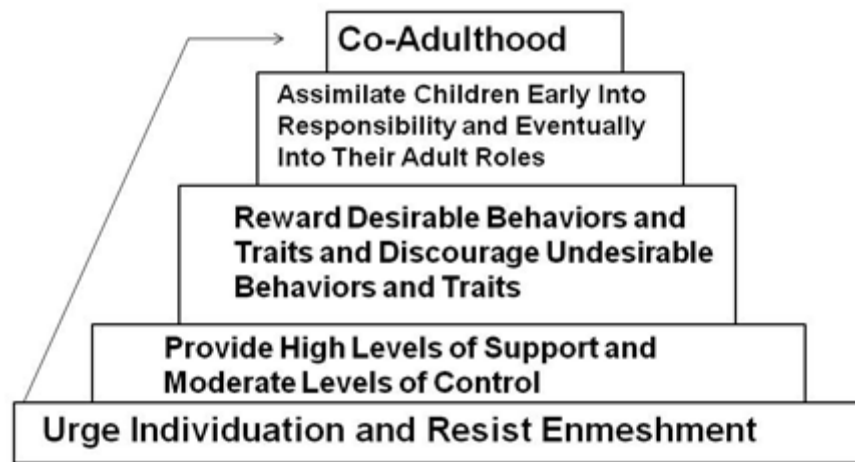 Co-Adulthood
Assimilate Children Early Into
Responsibility and Eventually
Into Their Adult Roles
Reward Desirable Behaviors and
Traits and Discourage Undesirable
Behaviors and Traits
Provide High Levels of Support and
Moderate Levels of Control
Urge Individuation and Resist Enmeshment